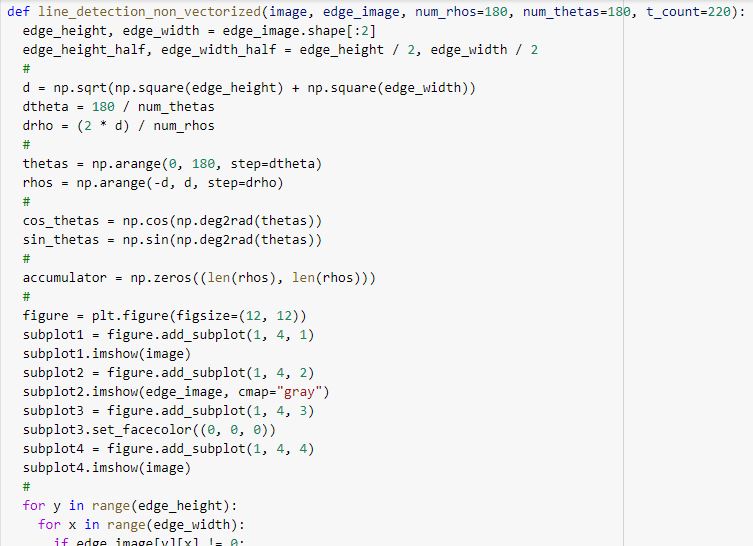 def line_detection_non_vectorized(image, edge_image, num_rhos=180, num_thetas=180, t_count=220):
  edge_height, edge_width = edge_image.shape[:2]
  edge_height_half, edge_width_half = edge_height / 2, edge_width / 2
  #
  d = np.sqrt(np.square(edge_height) + np.square(edge_width))
  dtheta = 180 / num_thetas
  drho = (2 * d) / num_rhos
  #
  thetas = np.arange(0, 180, step=dtheta)
  rhos = np.arange(-d, d, step=drho)
  #
  cos_thetas = np.cos(np.deg2rad(thetas))
  sin_thetas = np.sin(np.deg2rad(thetas))
  #
  accumulator = np.zeros((len(rhos), len(rhos)))
  #
  figure = plt.figure(figsize=(12, 12))
  subplot1 = figure.add_subplot(1, 4, 1)
  subplot1.imshow(image)
  subplot2 = figure.add_subplot(1, 4, 2)
  subplot2.imshow(edge_image, cmap="gray")
  subplot3 = figure.add_subplot(1, 4, 3)
  subplot3.set_facecolor((0, 0, 0))
  subplot4 = figure.add_subplot(1, 4, 4)
  subplot4.imshow(image)
  #
  for y in range(edge_height):
    for x in range(edge_width):
      if edge_image[y][x] != 0: